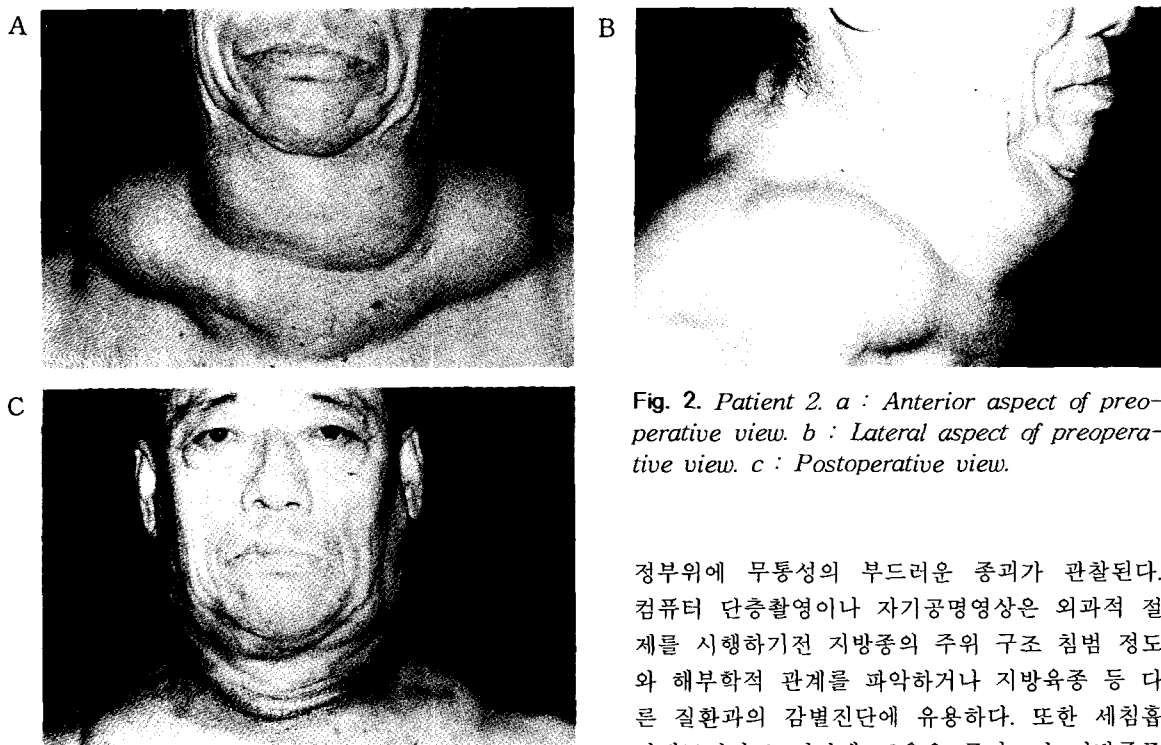 A
B
C
Fig. 2. Patient 2. a : Anterior aspect of preo-
perative view. b : Lateral aspect of preopera-
tive view. c : Postoperative view.
정부위에 무통성의 부드러운 종괴가 관찰된다.
컴퓨터 단층촬영이나 자기공명영상은 외과적 절
제를 시행하기전 지방종의 주위 구조 침범 정도
와 해부학적 관계를 파악하거나 지방육종 등 다
른 질환과의 감별진단에 유용하다. 또한 세침흡